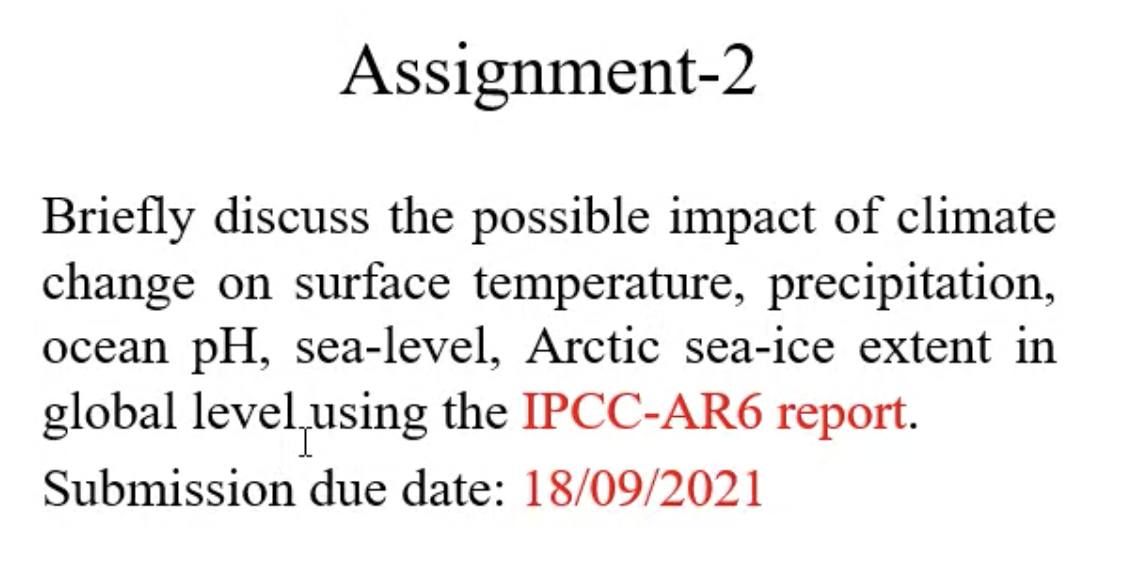 Assignment-2
Briefly discuss the possible impact of climate
change on surface temperature, precipitation,
ocean pH, sea-level, Arctic sea-ice extent in
global level using the IPCC-AR6 report.
Submission due date: 18/09/2021